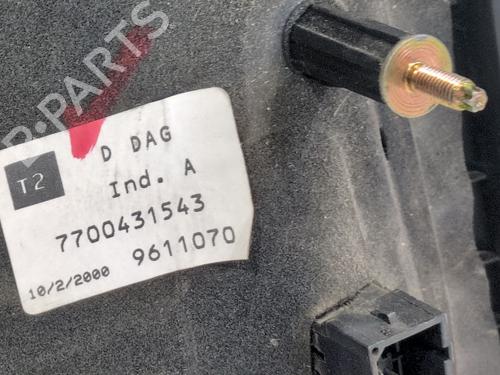 B-PARTS
T2
D DAG
Ind. A
7700431543
9611070
10/2/2000